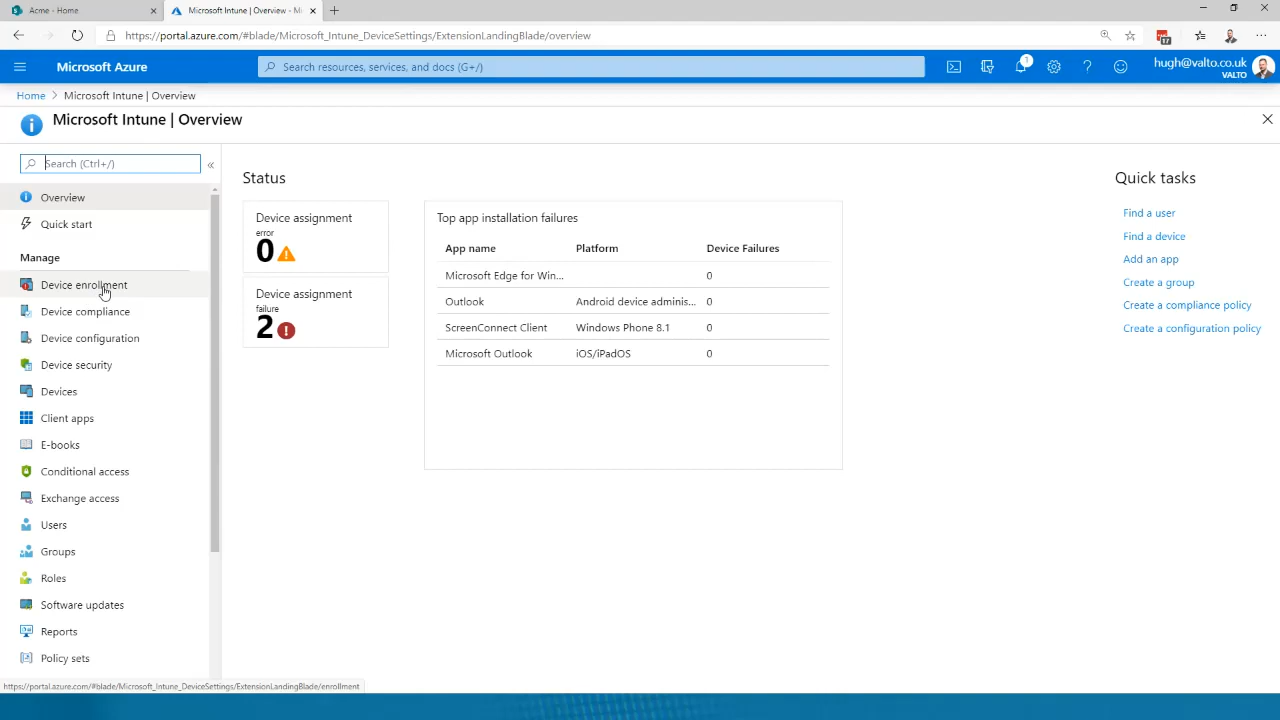 Acme - Home
Microsoft Intune | Overview - Mi
https://portal.azure.com/#blade/Microsoft_Intune_DeviceSettings/ExtensionLandingBlade/overview
17
Microsoft Azure
Search resources, services, and docs (G+/)
1
hugh@valto.co.uk
VALTO
Home > Microsoft Intune | Overview
Microsoft Intune | Overview
Search (Ctrl+/)
«
Overview
Quick start
Manage
Device enrollment
Device compliance
Device configuration
Device security
Devices
Client apps
E-books
Conditional access
Exchange access
Users
Groups
Roles
Software updates
Reports
Policy sets
Status
Device assignment
error
0
Device assignment
failure
2
Top app installation failures
App name Platform Device Failures
Microsoft Edge for Win... 0
Outlook Android device adminis... 0
ScreenConnect Client Windows Phone 8.1 0
Microsoft Outlook iOS/iPadOS 0
Quick tasks
Find a user
Find a device
Add an app
Create a group
Create a compliance policy
Create a configuration policy
https://portal.azure.com/#blade/Microsoft_Intune_DeviceSettings/ExtensionLandingBlade/enrollment